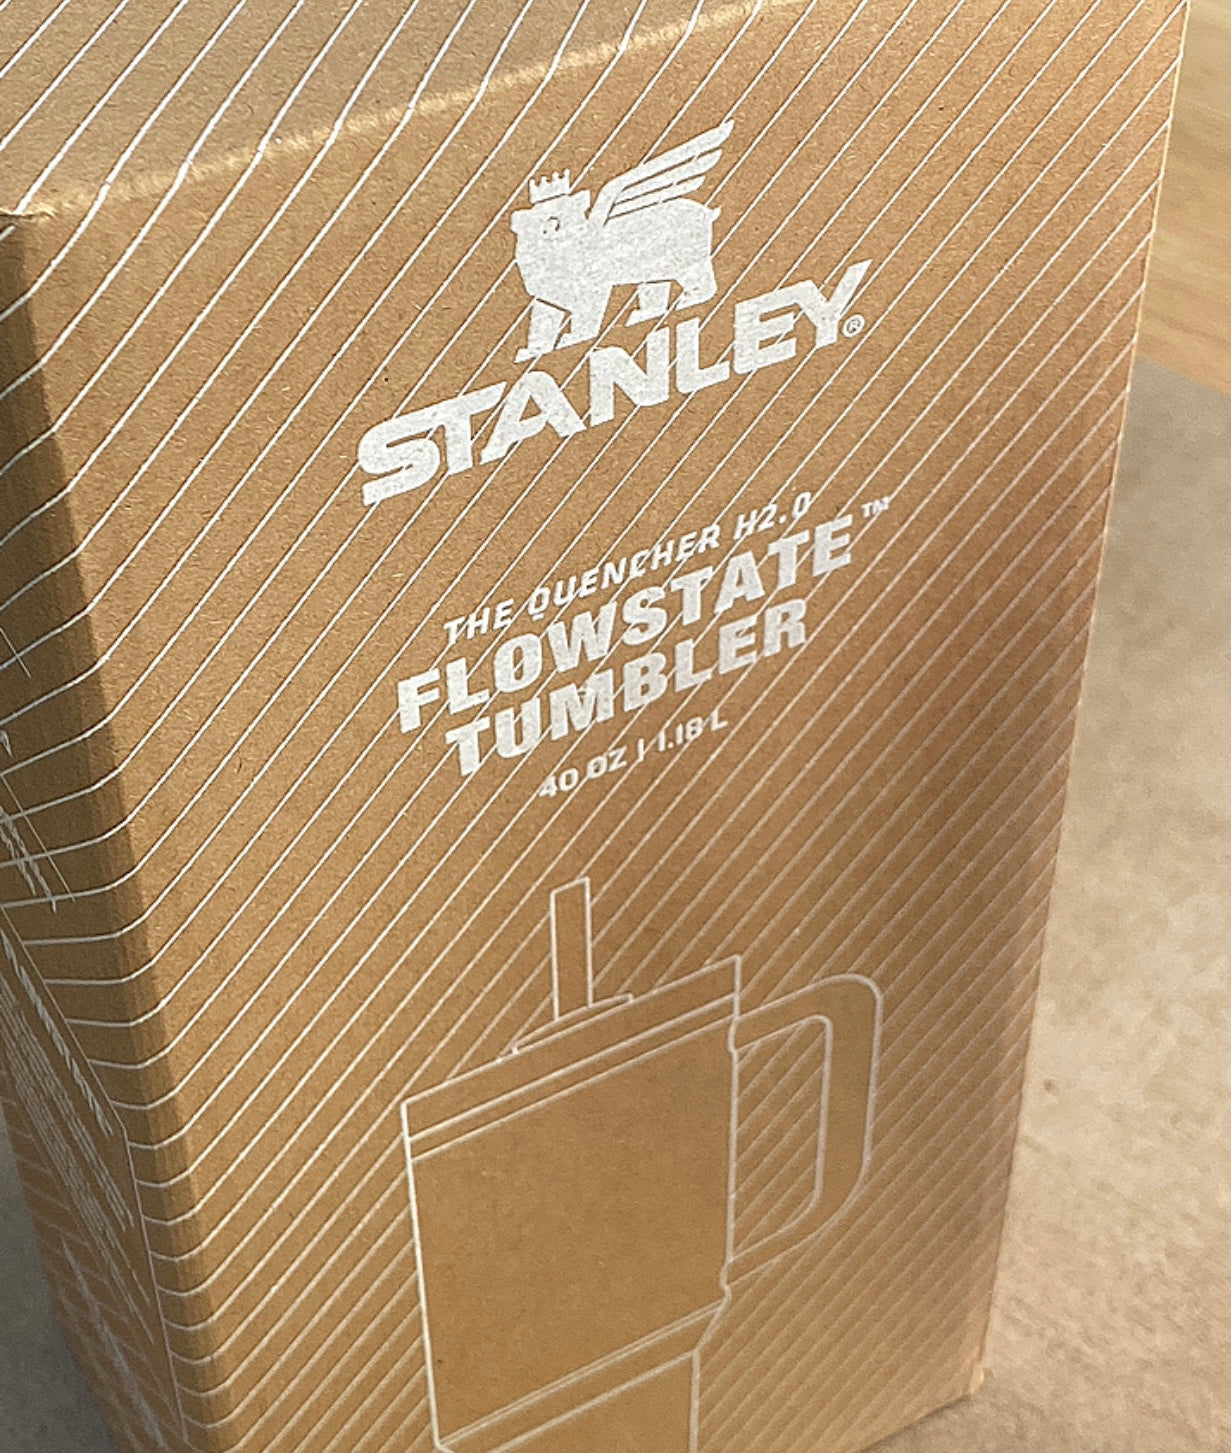 STANLEY®
THE QUENCHER H2.0
FLOWSTATE™
TUMBLER
40 OZ | 1.18 L